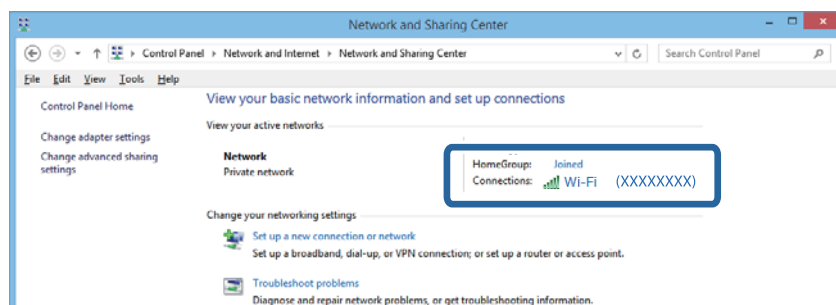 Network and Sharing Center
Control Panel Network and Internet Network and Sharing Center
Search Control Panel
File Edit View Tools Help
Control Panel Home
Change adapter settings
Change advanced sharing
settings
View your basic network information and set up connections
View your active networks
Network
Private network
HomeGroup: Joined
Connections: Wi-Fi (XXXXXXXX)
Change your networking settings
Set up a new connection or network
Set up a broadband, dial-up, or VPN connection; or set up a router or access point.
Troubleshoot problems
Diagnose and repair network problems, or get troubleshooting information.